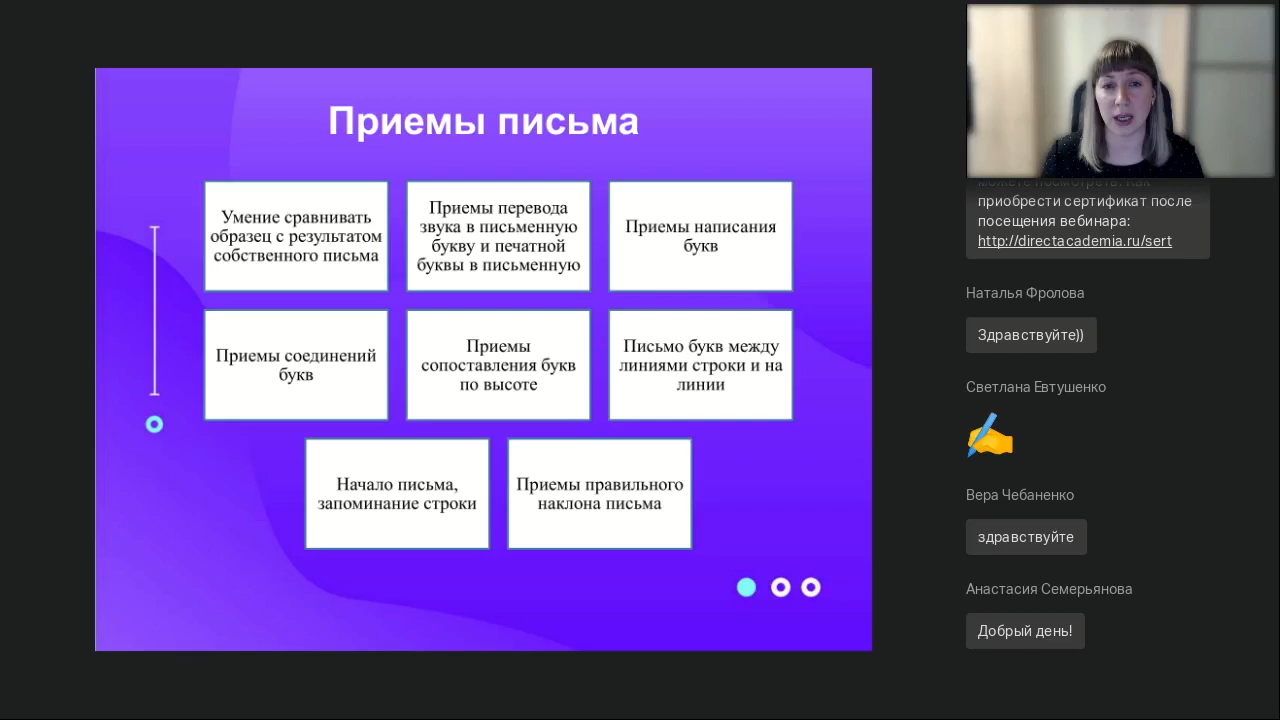 Приемы письма
Умение сравнивать
образец с результатом
собственного письма
Приемы перевода
звука в письменную
букву и печатной
буквы в письменную
Приемы написания
букв
Приемы соединений
букв
Приемы
сопоставления букв
по высоте
Письмо букв между
линиями строки и на
линии
Начало письма,
запоминание строки
Приемы правильного
наклона письма
можете посмотреть. Как
приобрести сертификат после
посещения вебинара:
http://directacademia.ru/sert
Наталья Фролова
Здравствуйте))
Светлана Евтушенко
Вера Чебаненко
здравствуйте
Анастасия Семерьянова
Добрый день!